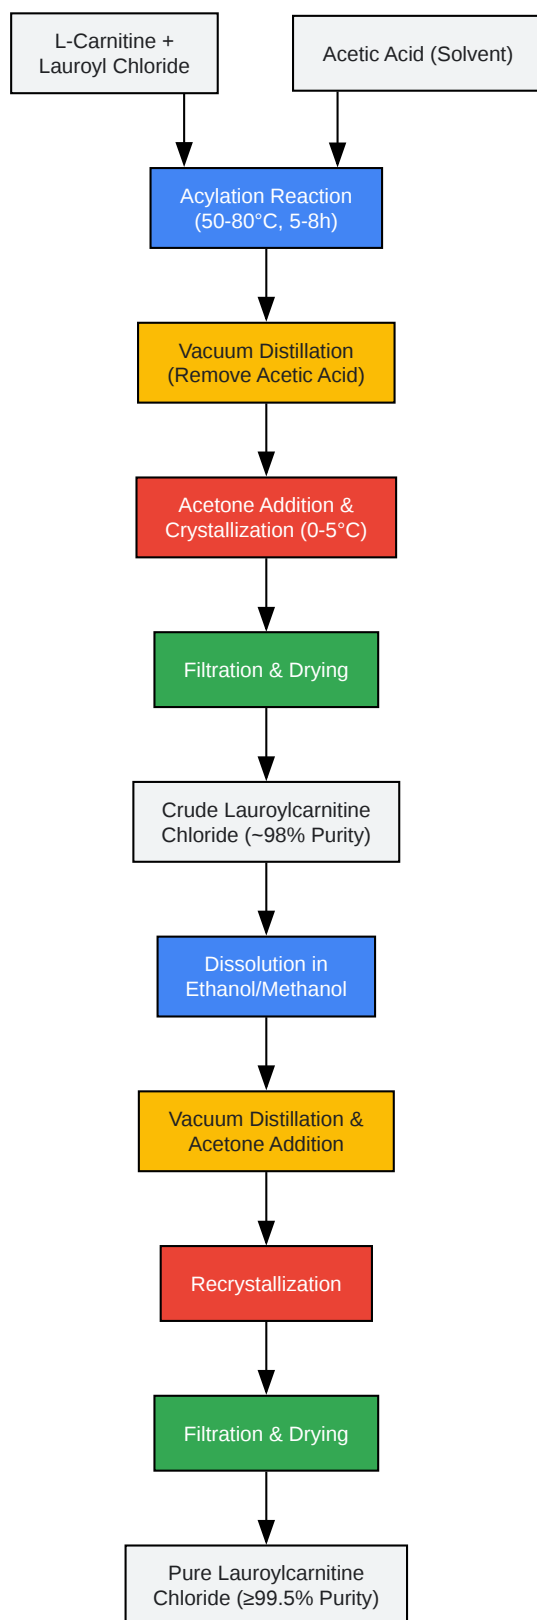 L-Carnitine +
Lauroyl Chloride
Acetic Acid (Solvent)
Acylation Reaction
(50-80°C, 5-8h)
Vacuum Distillation
(Remove Acetic Acid)
Acetone Addition &
Crystallization (0-5°C)
Filtration & Drying
Crude Lauroylcarnitine
Chloride (~98% Purity)
Dissolution in
Ethanol/Methanol
Vacuum Distillation &
Acetone Addition
Recrystallization
Filtration & Drying
Pure Lauroylcarnitine
Chloride (≥99.5% Purity)